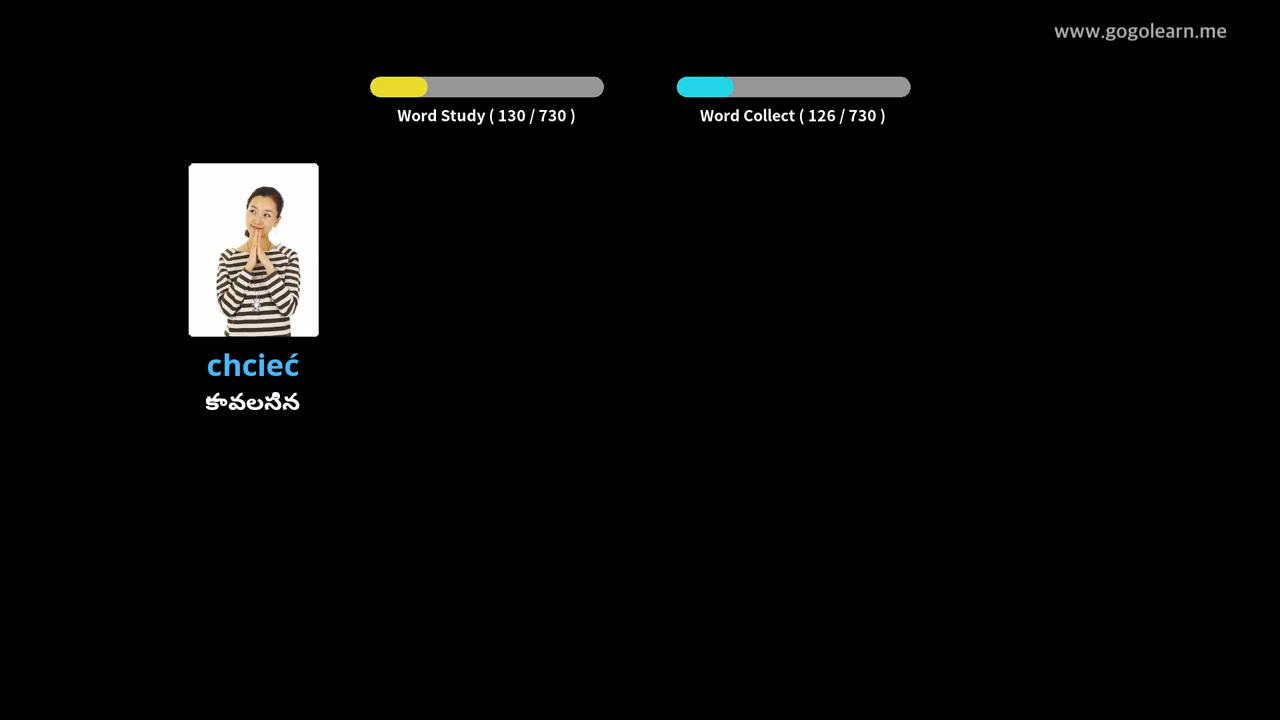 www.gogolearn.me
Word Study ( 130 / 730 )
Word Collect ( 126 / 730 )
chcieć
కావలసిన